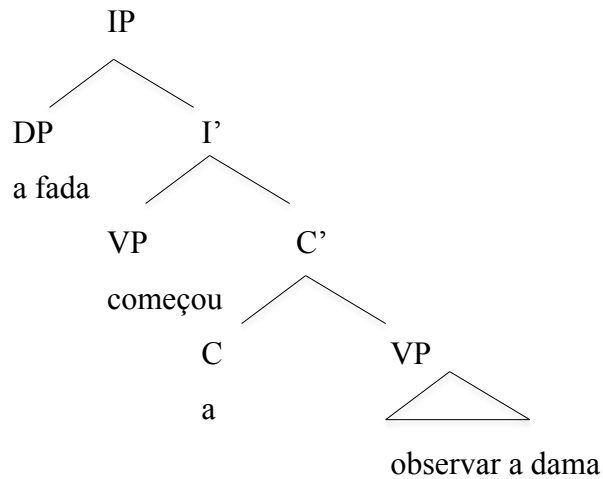 IP
DP I’
a fada
VP C’
começou
C VP
a
observar a dama